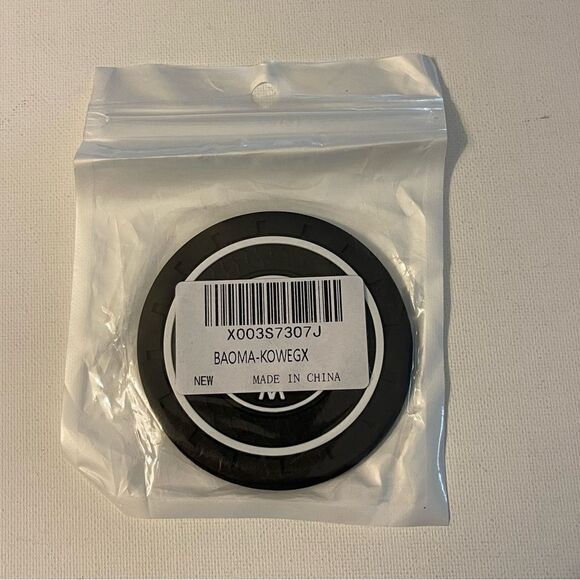 X003S7307J
BAOMA-KOWEGX
NEW MADE IN CHINA
W